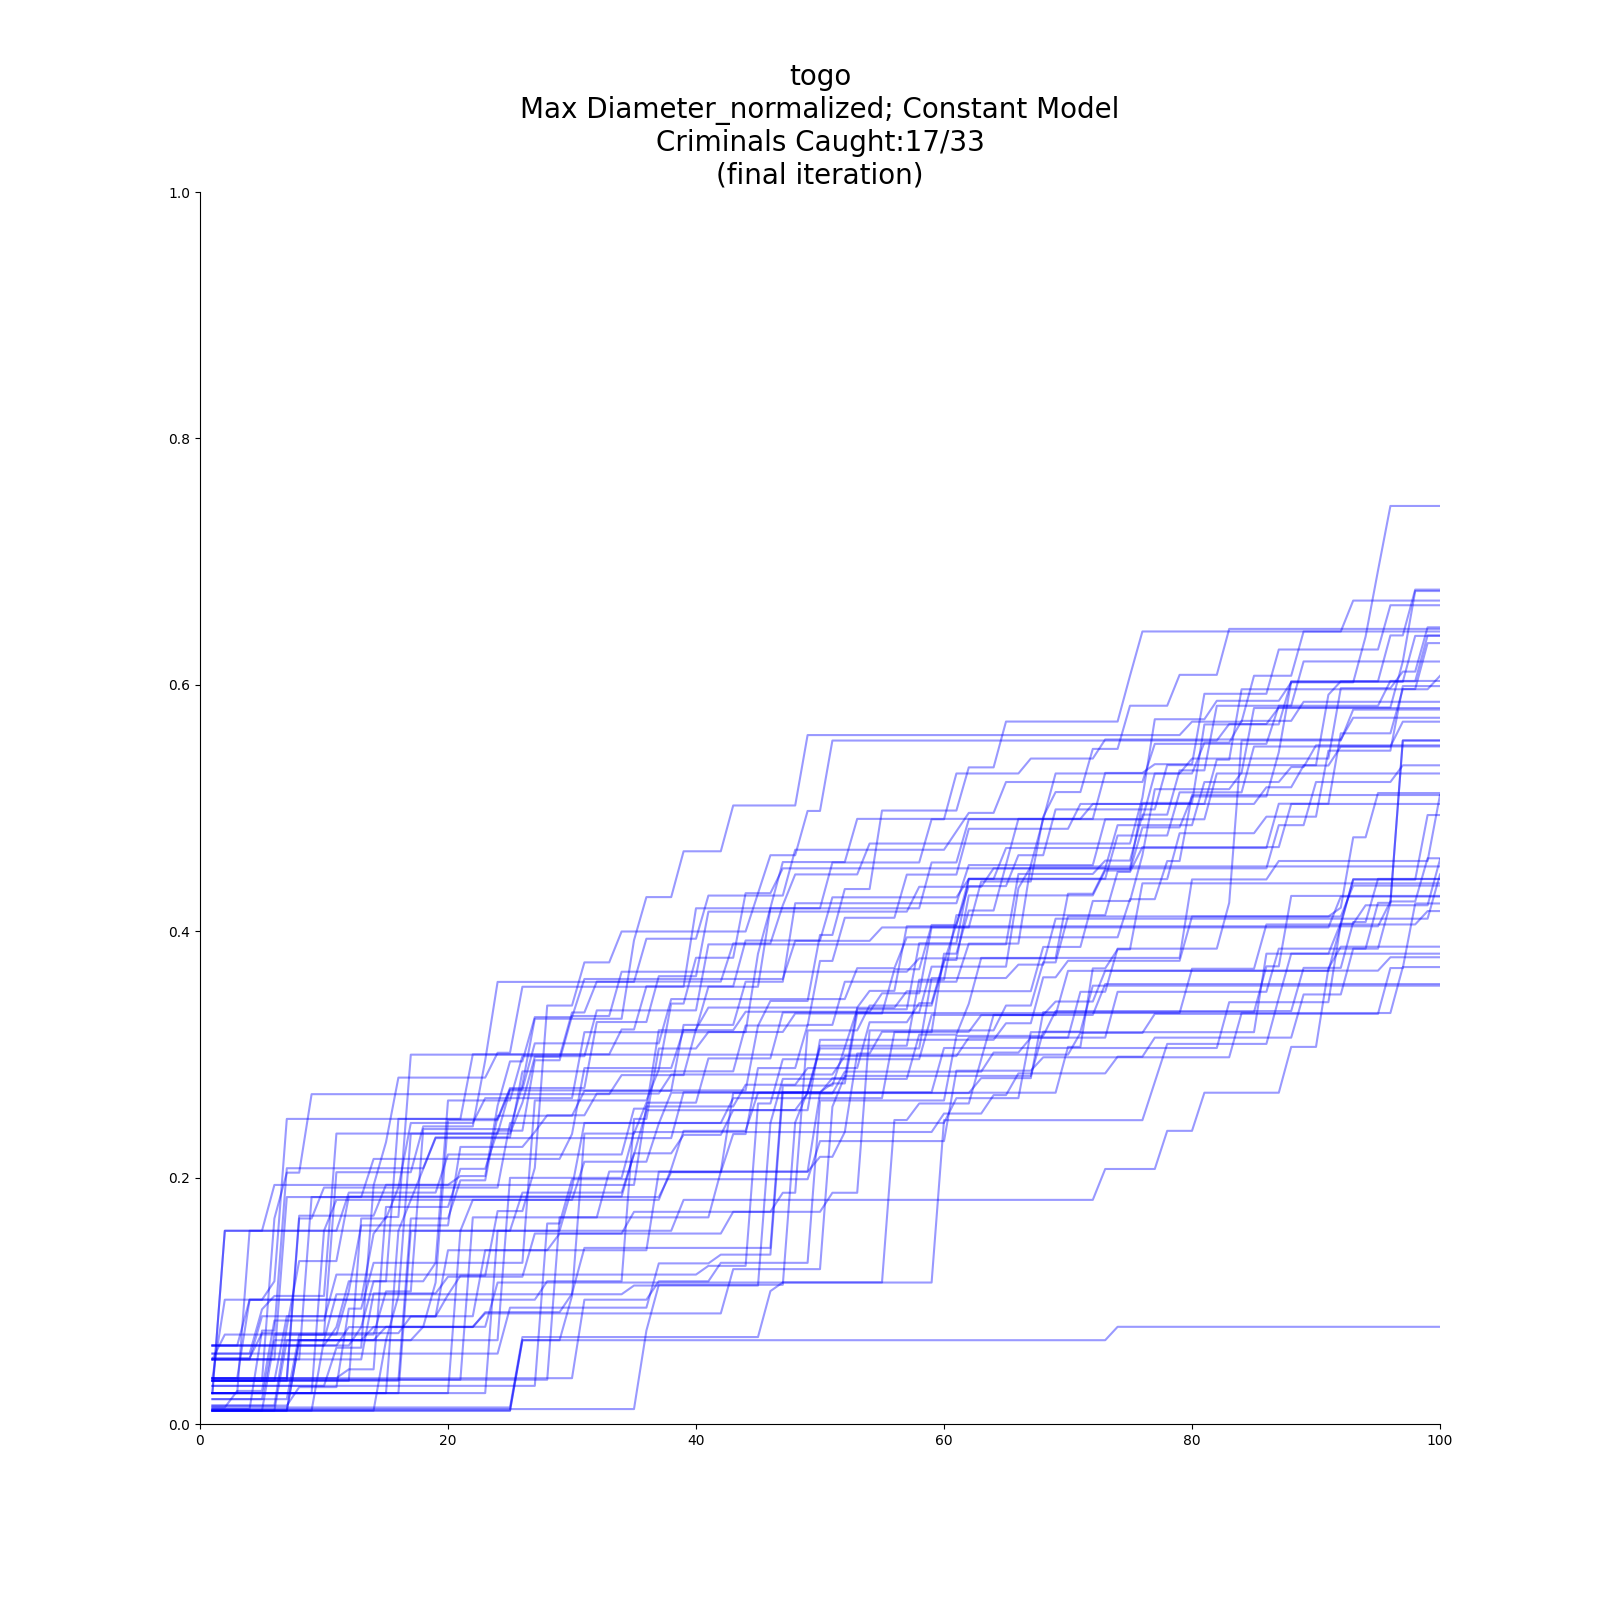 togo
Max Diameter_normalized; Constant Model
Criminals Caught:17/33
(final iteration)
1.0
0.8
0.6
0.4
0.2
0.0
0 20 40 60 80 100